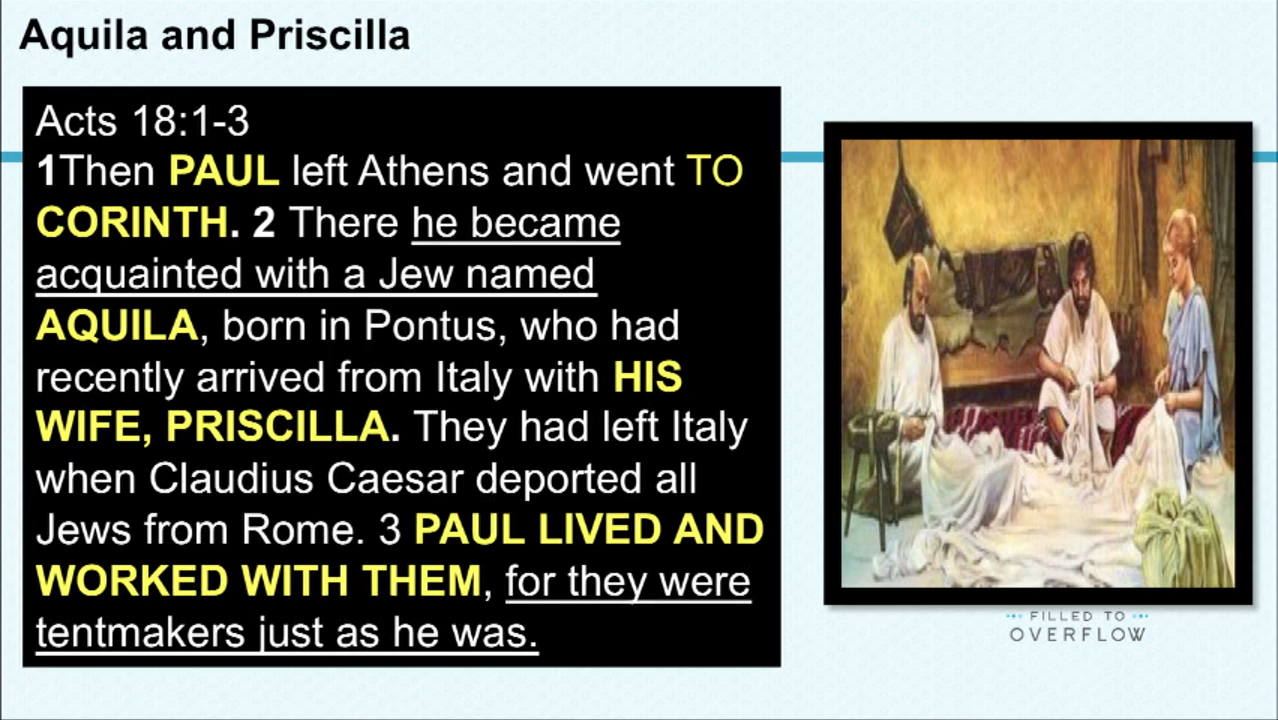 Aquila and Priscilla
Acts 18:1-3
1Then PAUL left Athens and went TO
CORINTH. 2 There he became
acquainted with a Jew named
AQUILA, born in Pontus, who had
recently arrived from Italy with HIS
WIFE, PRISCILLA. They had left Italy
when Claudius Caesar deported all
Jews from Rome. 3 PAUL LIVED AND
WORKED WITH THEM, for they were
tentmakers just as he was.
FILLED TO
OVERFLOW